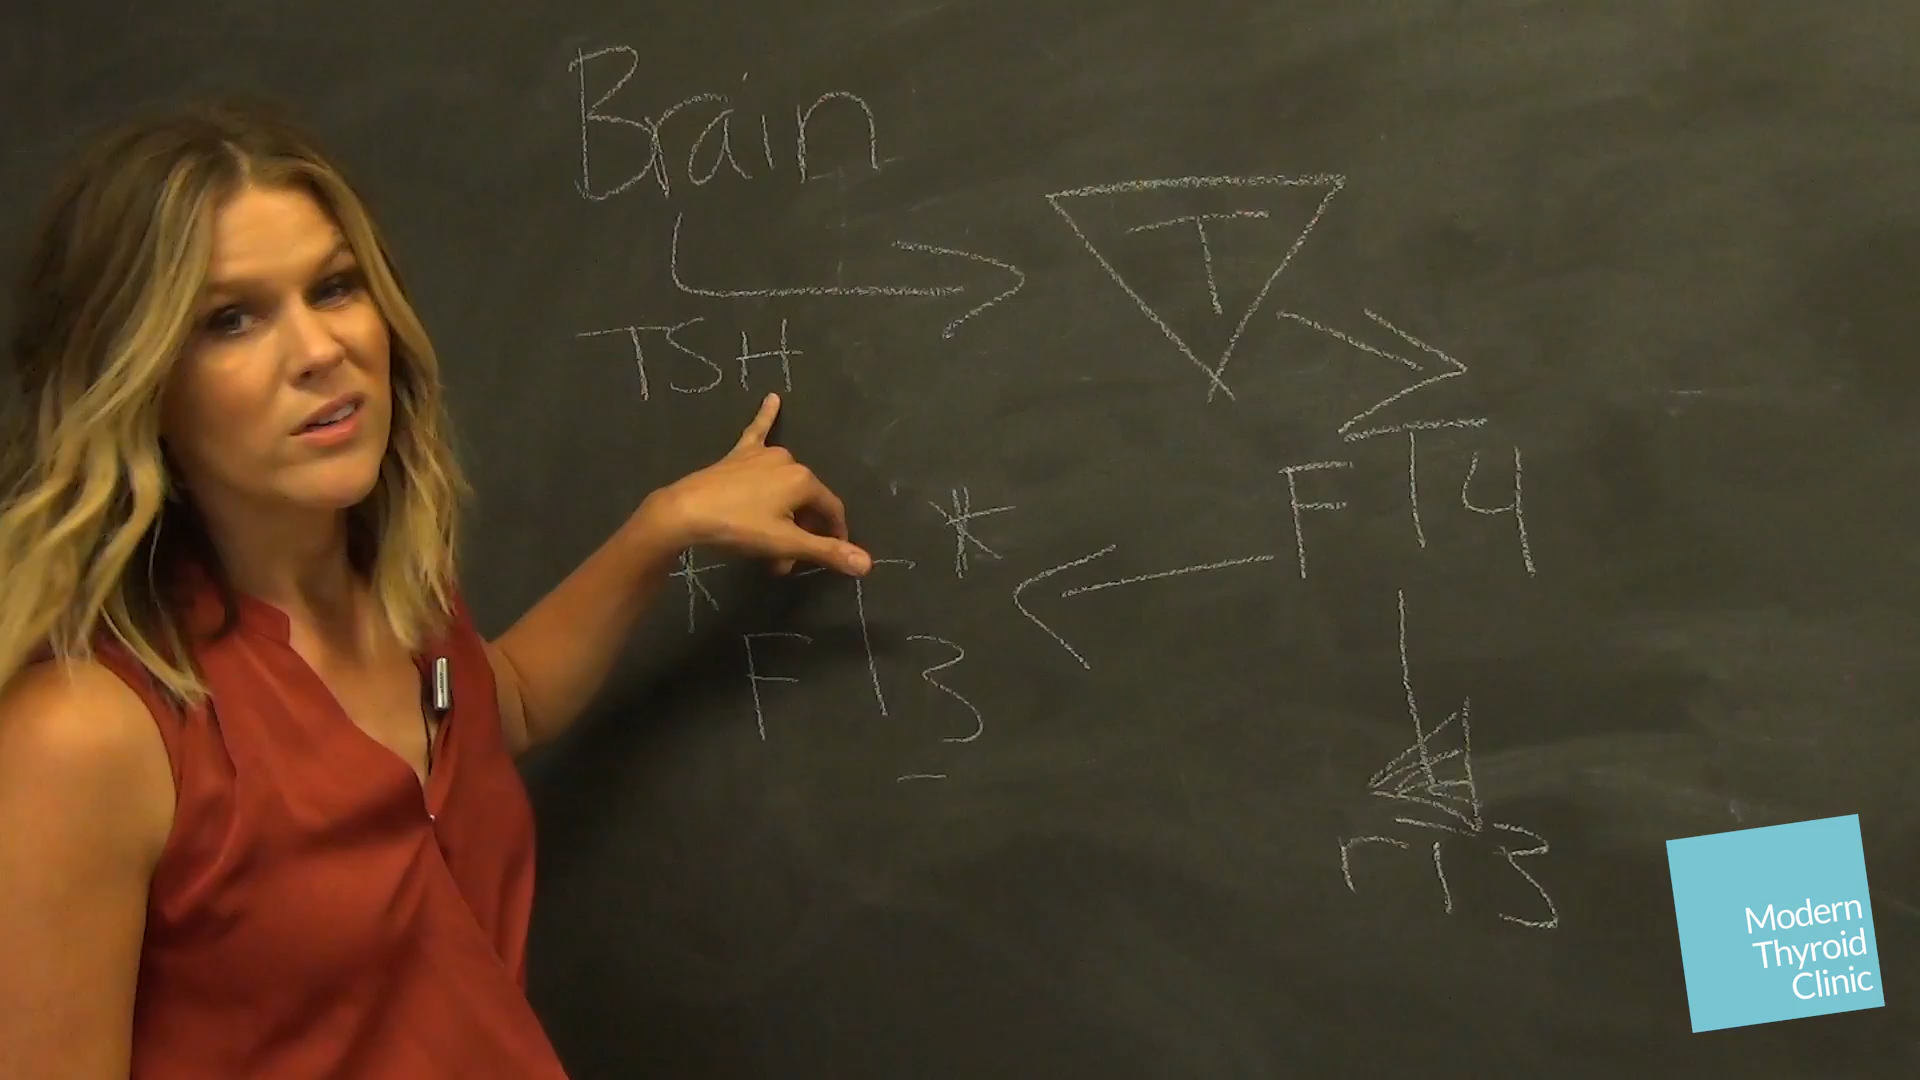 Brain
T
TSH
FT4
* FT3 *
rT3
Modern
Thyroid
Clinic